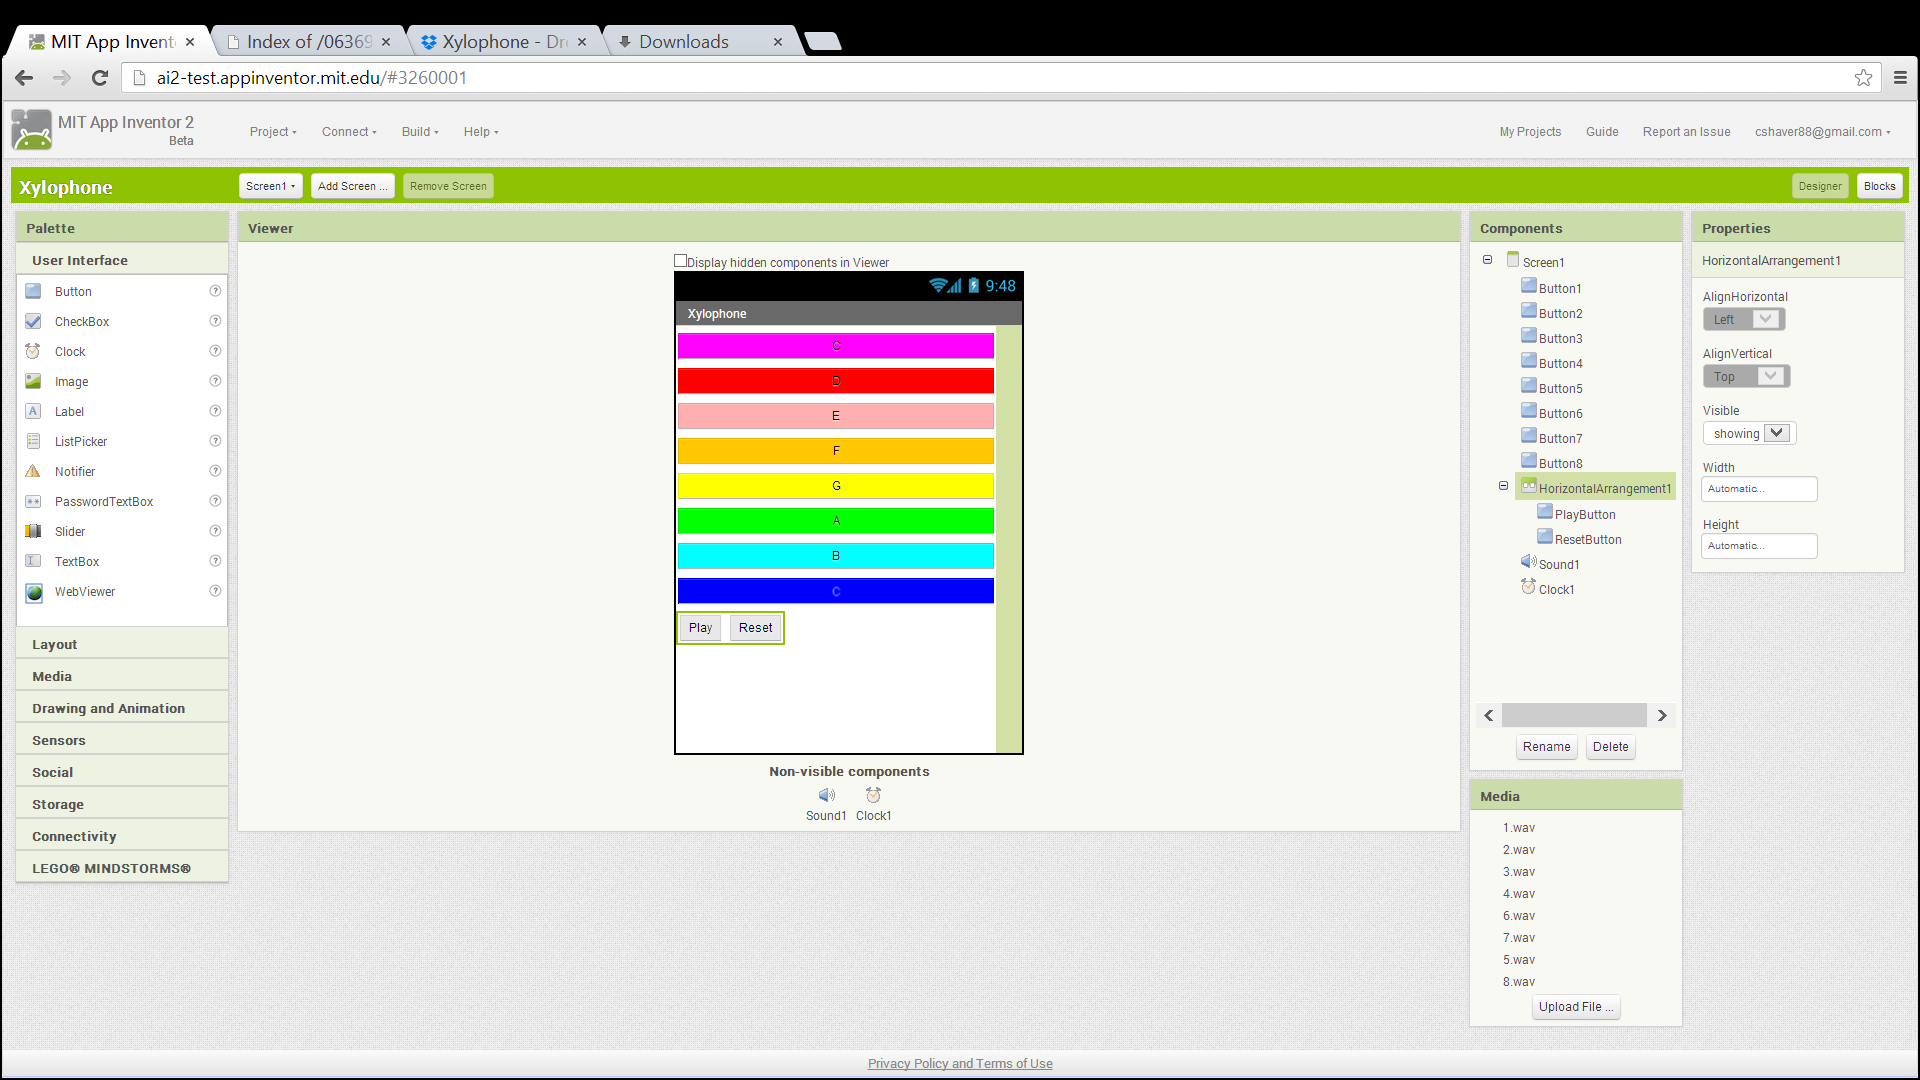 MIT App Invent
Index of /06369
Xylophone - Dr
Downloads
ai2-test.appinventor.mit.edu/#3260001
MIT App Inventor 2
Beta
Project
Connect
Build
Help
My Projects
Guide
Report an Issue
cshaver88@gmail.com
Xylophone
Screen1
Add Screen ...
Remove Screen
Designer
Blocks
Palette
User Interface
Button
CheckBox
Clock
Image
Label
ListPicker
Notifier
PasswordTextBox
Slider
TextBox
WebViewer
Layout
Media
Drawing and Animation
Sensors
Social
Storage
Connectivity
LEGO® MINDSTORMS®
Viewer
Display hidden components in Viewer
9:48
Xylophone
C
D
E
F
G
A
B
C
Play
Reset
Non-visible components
Sound1
Clock1
Components
Screen1
Button1
Button2
Button3
Button4
Button5
Button6
Button7
Button8
HorizontalArrangement1
PlayButton
ResetButton
Sound1
Clock1
Rename
Delete
Media
1.wav
2.wav
3.wav
4.wav
6.wav
7.wav
5.wav
8.wav
Upload File ...
Properties
HorizontalArrangement1
AlignHorizontal
Left
AlignVertical
Top
Visible
showing
Width
Automatic...
Height
Automatic...
Privacy Policy and Terms of Use